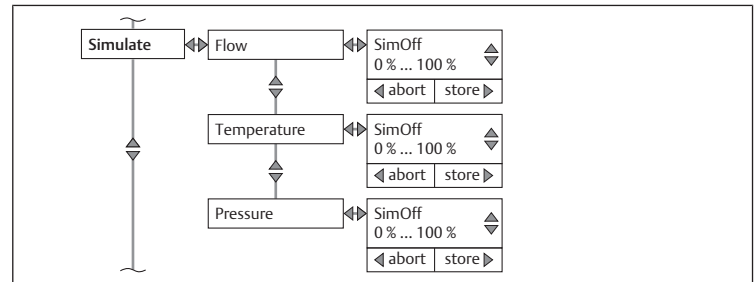 Simulate
Flow
SimOff
0 % ... 100 %
abort
store
Temperature
SimOff
0 % ... 100 %
abort
store
Pressure
SimOff
0 % ... 100 %
abort
store